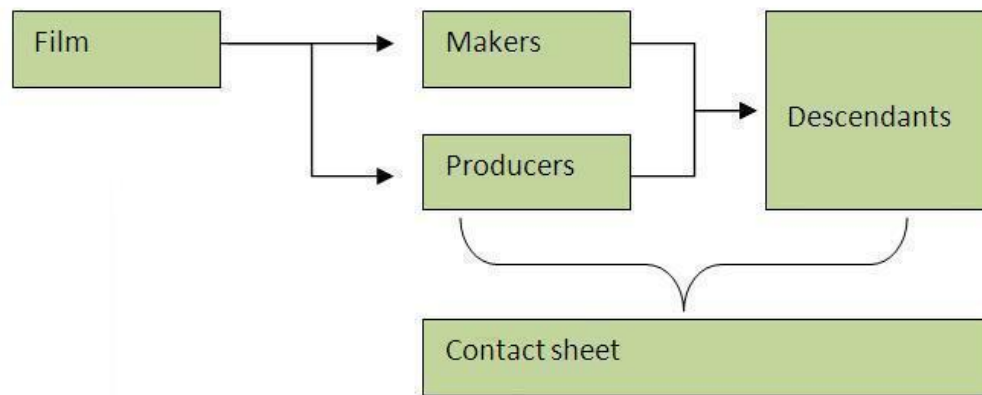 Film
Makers
Producers
Descendants
Contact sheet